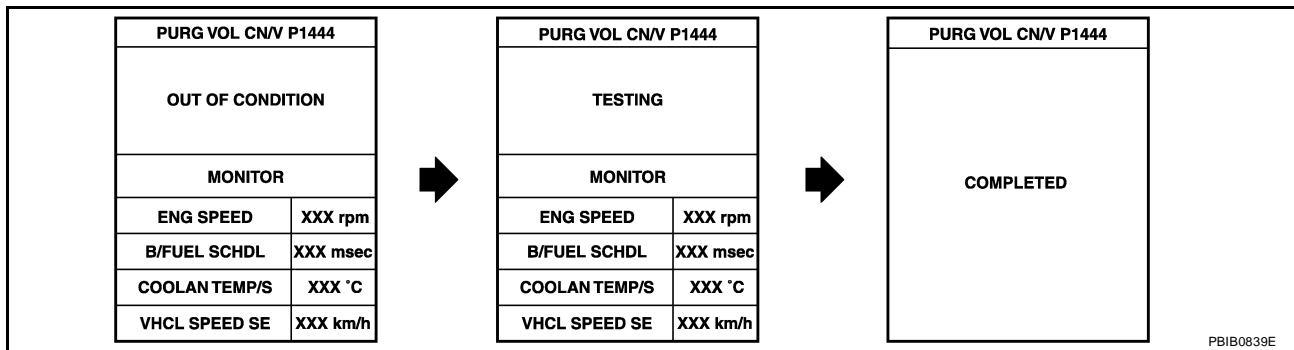 PURG VOL CN/V P1444
OUT OF CONDITION
MONITOR
ENG SPEED XXX rpm
B/FUEL SCHDL XXX msec
COOLAN TEMP/S XXX ˚C
VHCL SPEED SE XXX km/h
PURG VOL CN/V P1444
TESTING
MONITOR
ENG SPEED XXX rpm
B/FUEL SCHDL XXX msec
COOLAN TEMP/S XXX ˚C
VHCL SPEED SE XXX km/h
PURG VOL CN/V P1444
COMPLETED
PBIB0839E